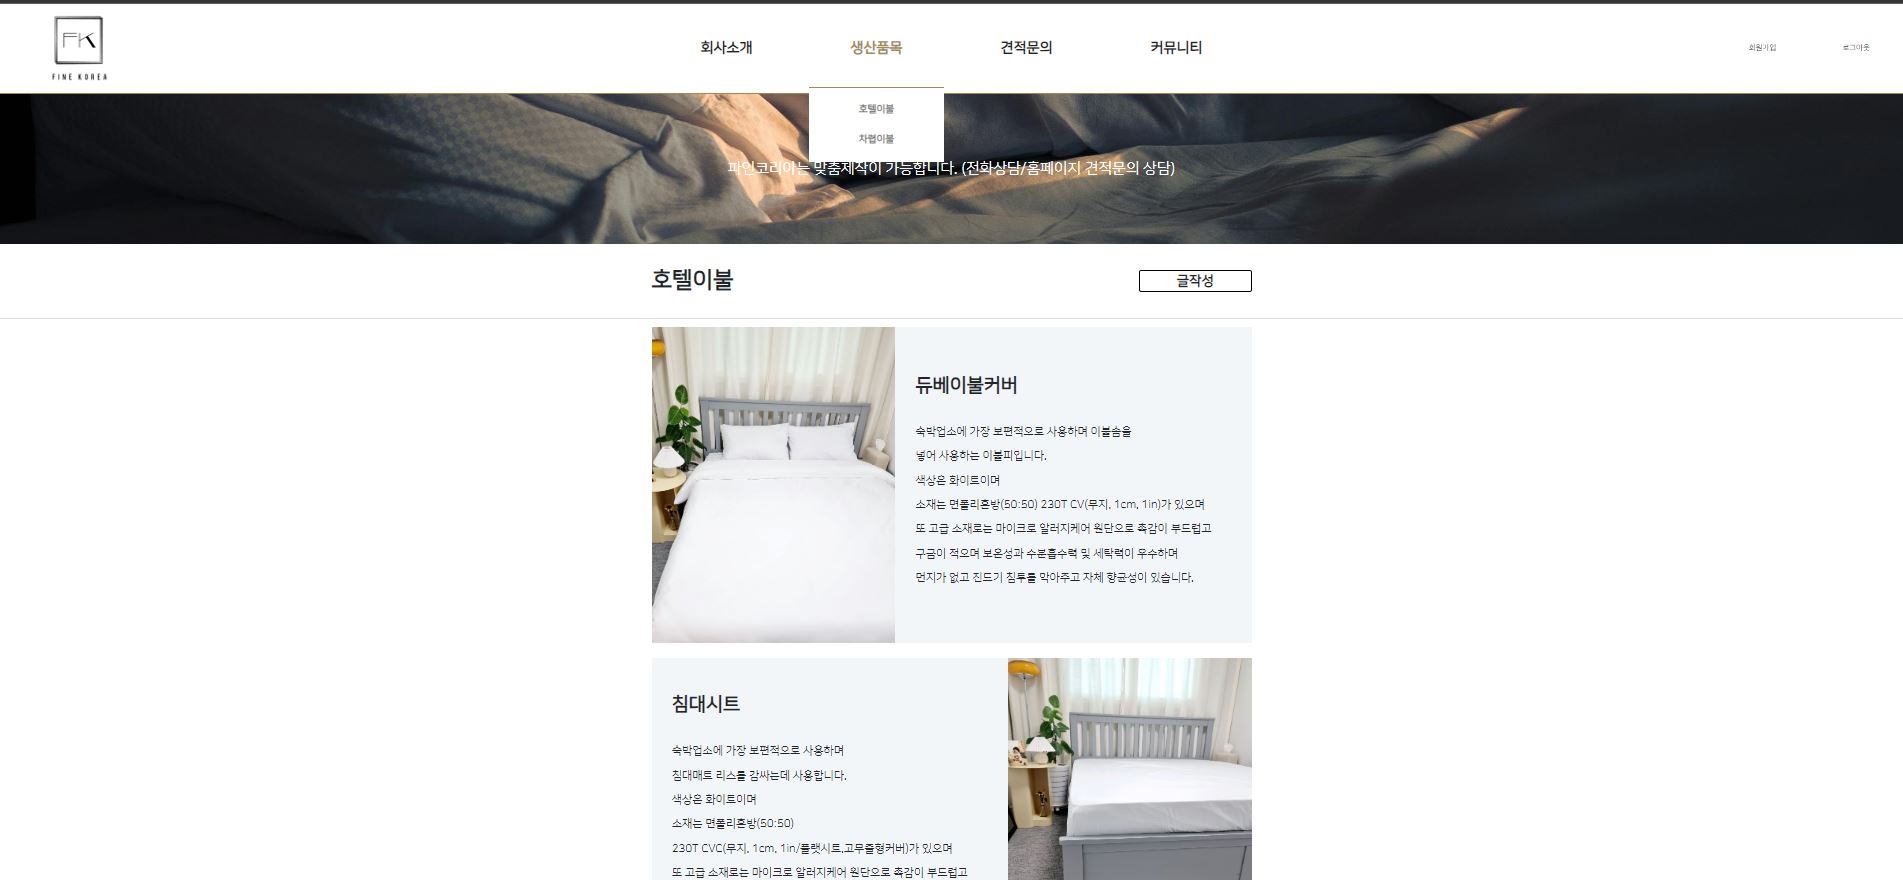 FK
FINE KOREA
회사소개
생산품목
견적문의
커뮤니티
회원가입
로그아웃
호텔이불
차렵이불
파인코리아는 맞춤제작이 가능합니다. (전화상담/홈페이지 견적문의 상담)
호텔이불
글작성
듀베이불커버
숙박업소에 가장 보편적으로 사용하며 이불솜을
넣어 사용하는 이불피입니다.
색상은 화이트이며
소재는 면폴리혼방(50:50) 230T CV(무지, 1cm, 1in)가 있으며
또 고급 소재로는 마이크로 알러지케어 원단으로 촉감이 부드럽고
구김이 적으며 보온성과 수분흡수력 및 세탁력이 우수하며
먼지가 없고 진드기 침투를 막아주고 자체 향균성이 있습니다.
침대시트
숙박업소에 가장 보편적으로 사용하며
침대매트 리스를 감싸는데 사용합니다.
색상은 화이트이며
소재는 면폴리혼방(50:50)
230T CVC(무지, 1cm, 1in/플랫시트,고무줄형커버)가 있으며
또 고급 소재로는 마이크로 알러지케어 원단으로 촉감이 부드럽고